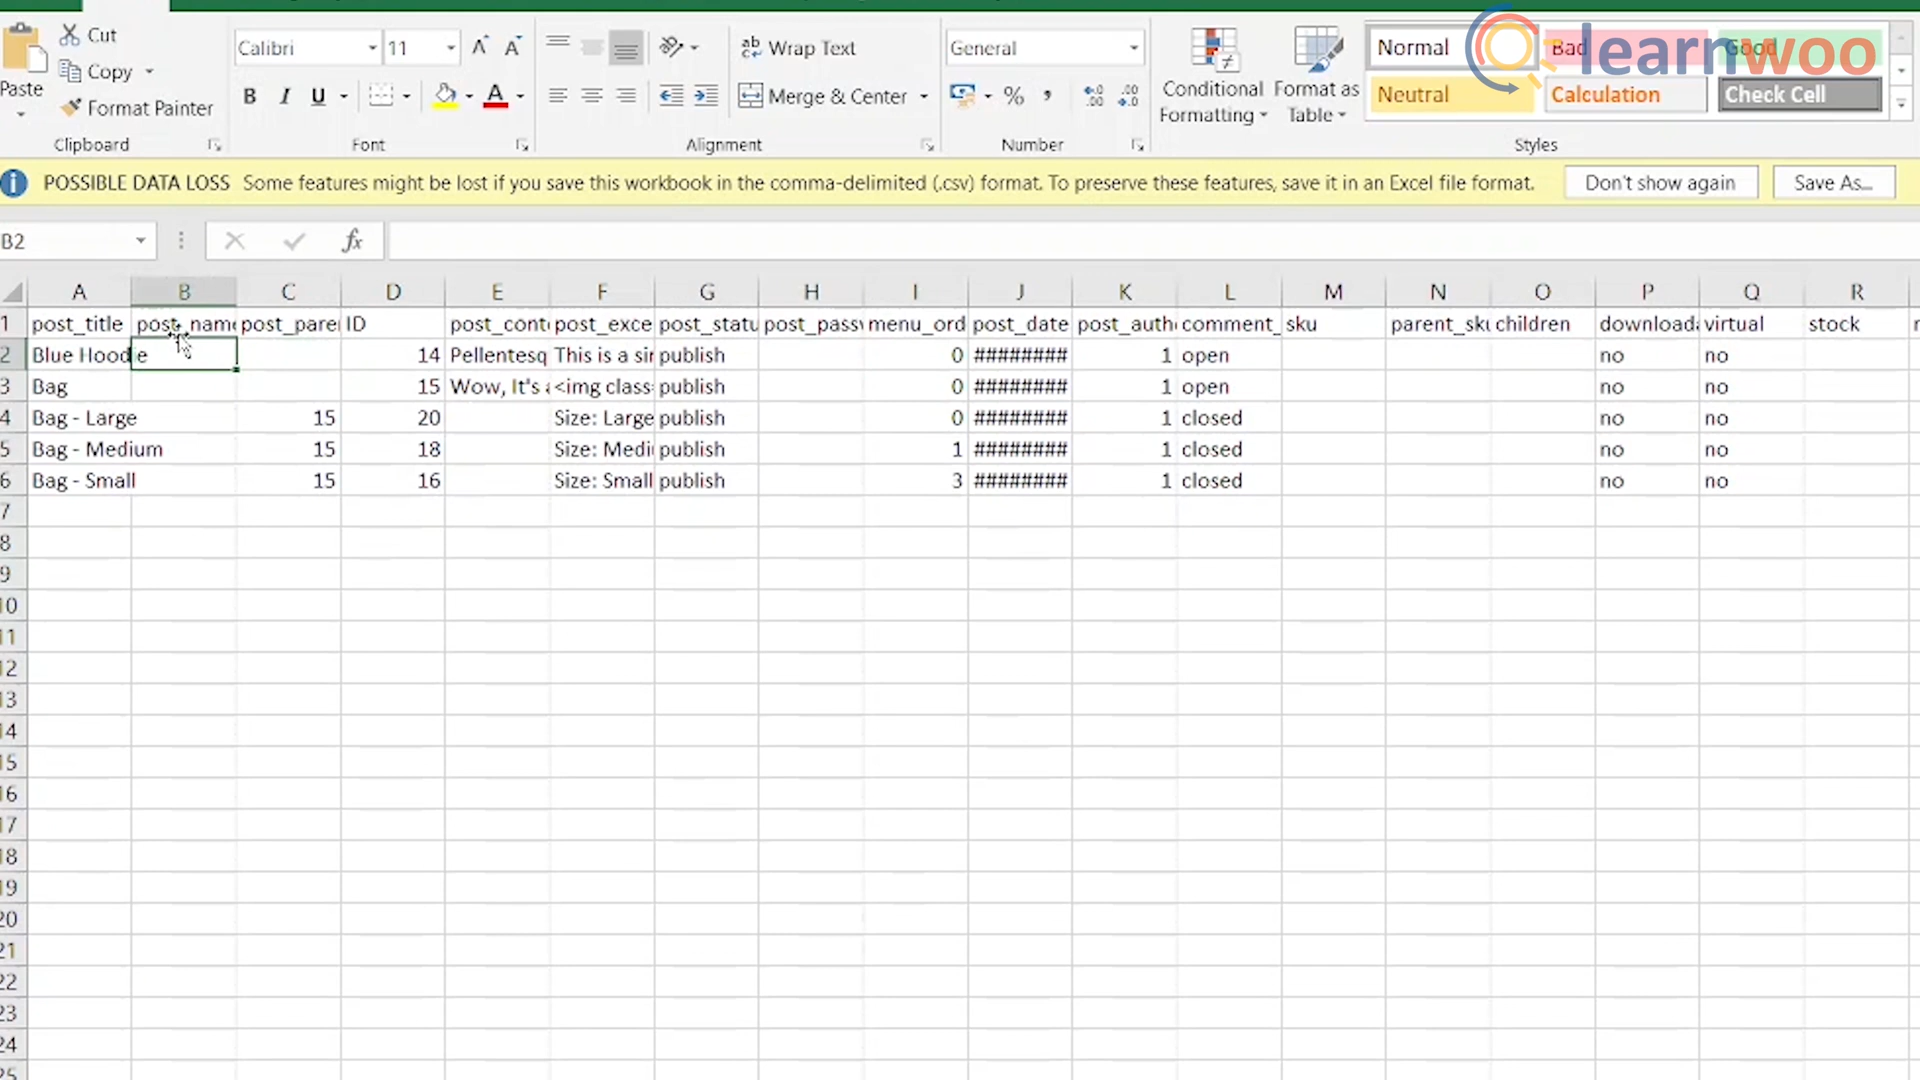 Cut
Copy
Format Painter
Paste
Clipboard
Calibri 11
B I U A
Font
ab Wrap Text
Merge & Center
Alignment
General
% ,
Number
Conditional Formatting
Format as Table
Normal Bad Good
Neutral Calculation Check Cell
Styles
learnwoo
POSSIBLE DATA LOSS Some features might be lost if you save this workbook in the comma-delimited (.csv) format. To preserve these features, save it in an Excel file format. Don't show again Save As...
B2 fx
A B C D E F G H I J K L M N O P Q R
1 post_title post_name post_pare ID post_cont post_exce post_statu post_pass menu_ord post_date post_auth comment_ sku parent_sku children downloada virtual stock
2 Blue Hoodie 14 Pellentesq This is a sir publish 0 ######## 1 open no no
3 Bag 15 Wow, It's a <img class= publish 0 ######## 1 open no no
4 Bag - Large 15 20 Size: Large publish 0 ######## 1 closed no no
5 Bag - Medium 15 18 Size: Medi publish 1 ######## 1 closed no no
6 Bag - Small 15 16 Size: Small publish 3 ######## 1 closed no no
7
8
9
10
11
12
13
14
15
16
17
18
19
20
21
22
23
24
25